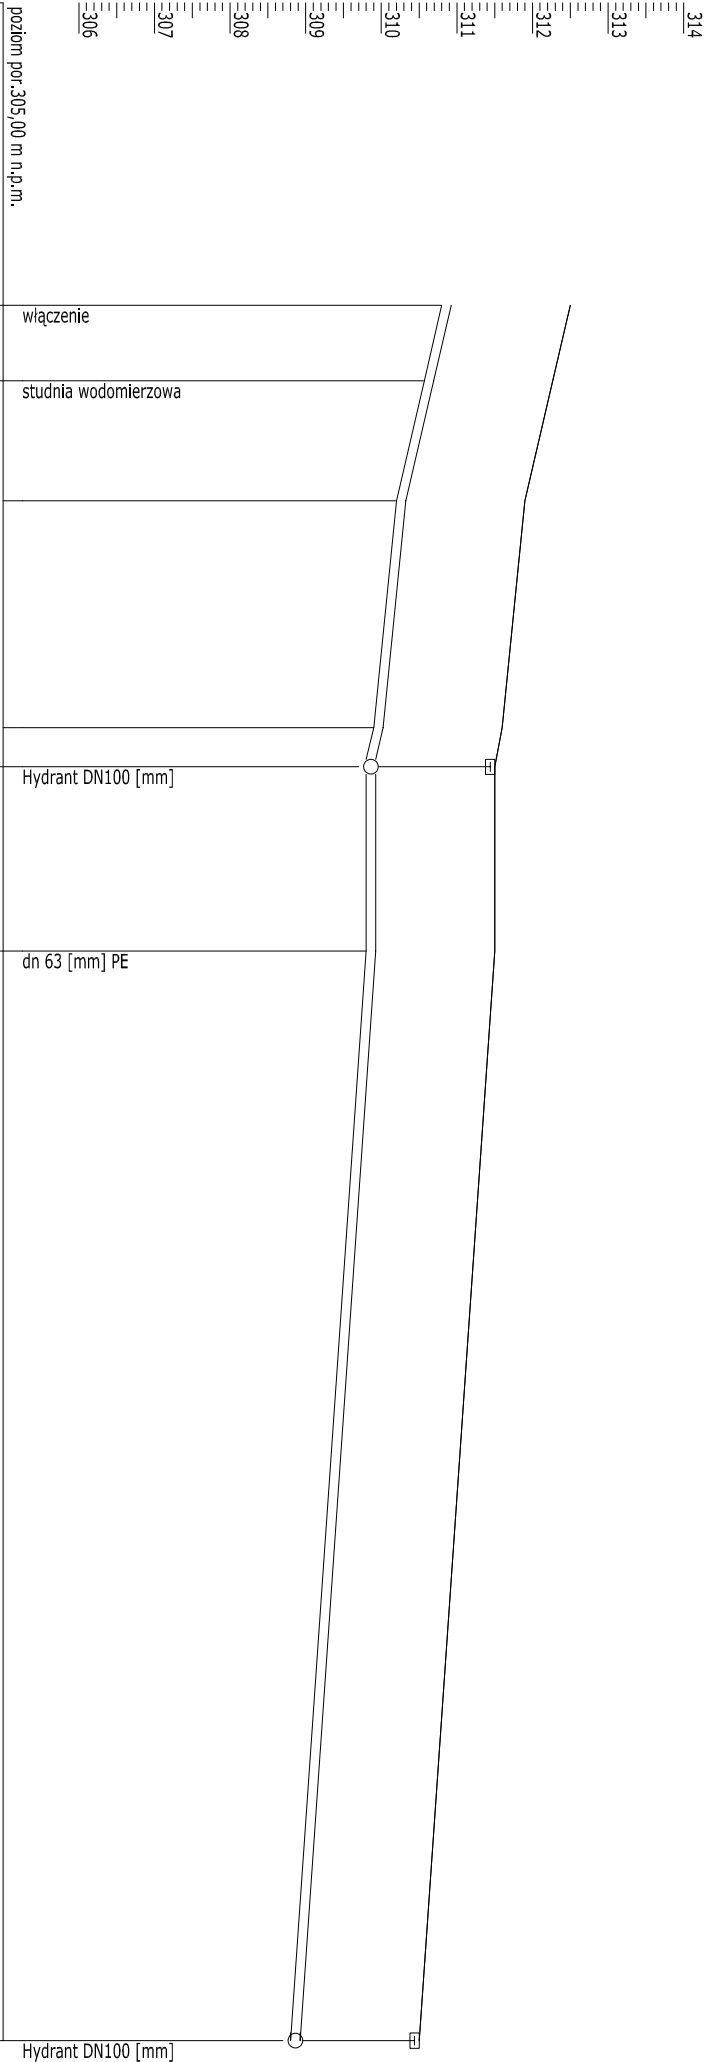 306
307
308
309
310
311
312
313
314
poziom por.305,00 m n.p.m.
włączenie
studnia wodomierzowa
Hydrant DN100 [mm]
dn 63 [mm] PE
Hydrant DN100 [mm]